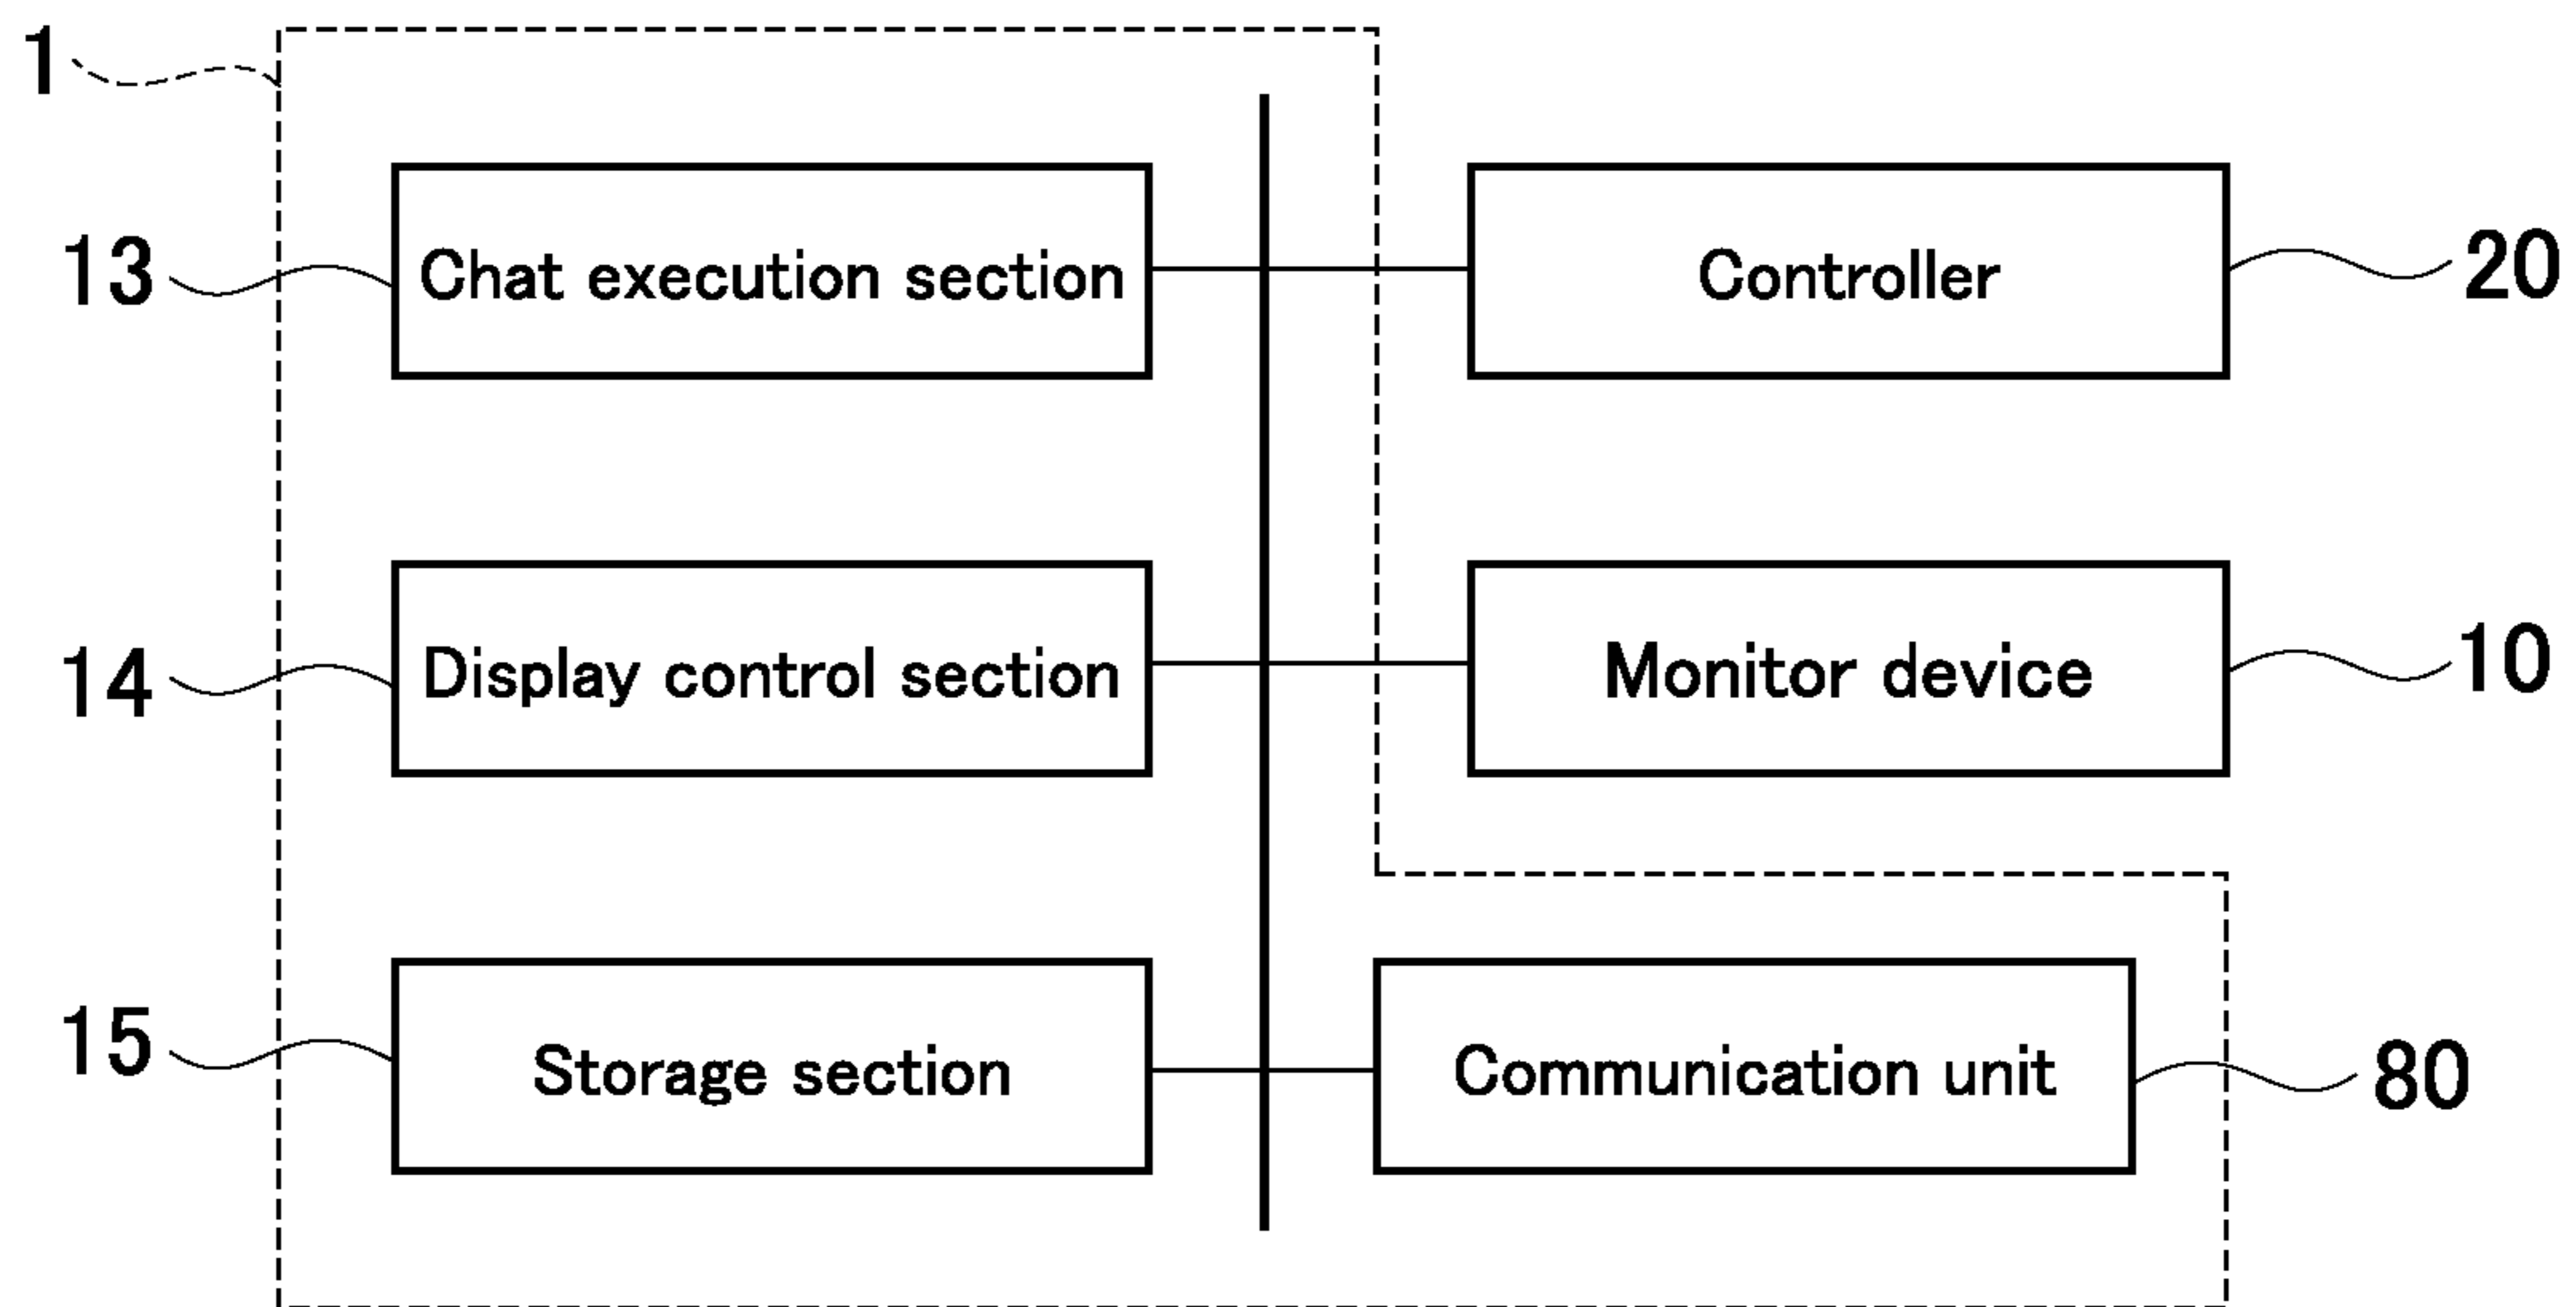 1
13
Chat execution section
Controller
20
14
Display control section
Monitor device
10
15
Storage section
Communication unit
80